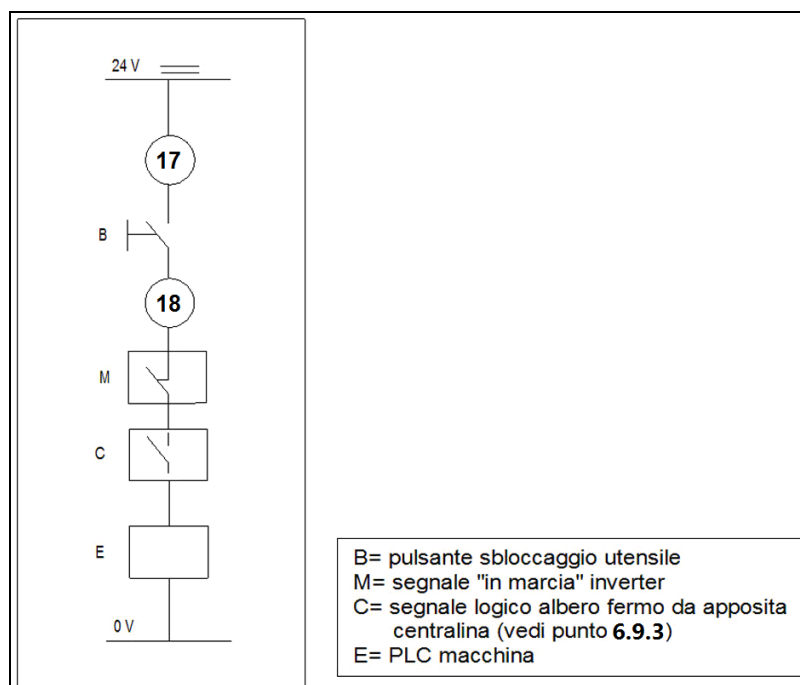 24 V
17
B
18
M
C
E
0 V
B= pulsante sbloccaggio utensile
M= segnale "in marcia" inverter
C= segnale logico albero fermo da apposita
centralina (vedi punto 6.9.3)
E= PLC macchina